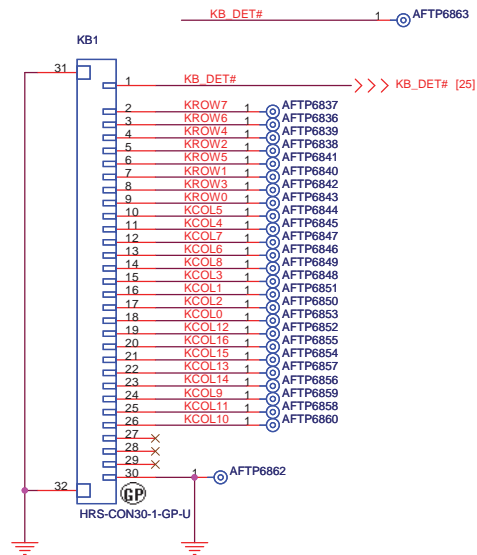 KB_DET# 1 AFTP6863
KB1
31
1 KB_DET# KB_DET# [25]
2 KROW7 1 AFTP6837
3 KROW6 1 AFTP6836
4 KROW4 1 AFTP6839
5 KROW2 1 AFTP6838
6 KROW5 1 AFTP6841
7 KROW1 1 AFTP6840
8 KROW3 1 AFTP6842
9 KROW0 1 AFTP6843
10 KCOL5 1 AFTP6844
11 KCOL4 1 AFTP6845
12 KCOL7 1 AFTP6847
13 KCOL6 1 AFTP6846
14 KCOL8 1 AFTP6849
15 KCOL3 1 AFTP6848
16 KCOL1 1 AFTP6851
17 KCOL2 1 AFTP6850
18 KCOL0 1 AFTP6853
19 KCOL12 1 AFTP6852
20 KCOL16 1 AFTP6855
21 KCOL15 1 AFTP6854
22 KCOL13 1 AFTP6857
23 KCOL14 1 AFTP6856
24 KCOL9 1 AFTP6859
25 KCOL11 1 AFTP6858
26 KCOL10 1 AFTP6860
27
28
29
30 1 AFTP6862
32
GP
HRS-CON30-1-GP-U